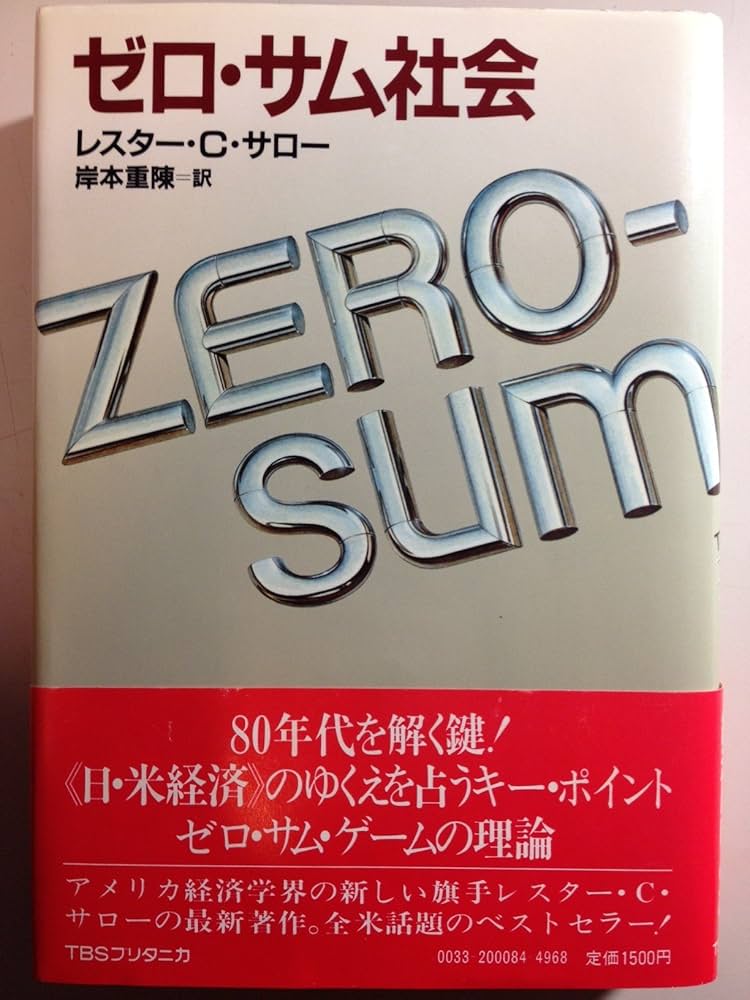 ゼロ・サム社会
レスター・C・サロー
岸本重陳＝訳
ZERO-
SUM
80年代を解く鍵!
《日・米経済》のゆくえを占うキー・ポイント
ゼロ・サム・ゲームの理論
アメリカ経済学界の新しい旗手レスター・C・
サローの最新著作。全米話題のベストセラー!
TBSブリタニカ
0033-200084 4968 定価1500円